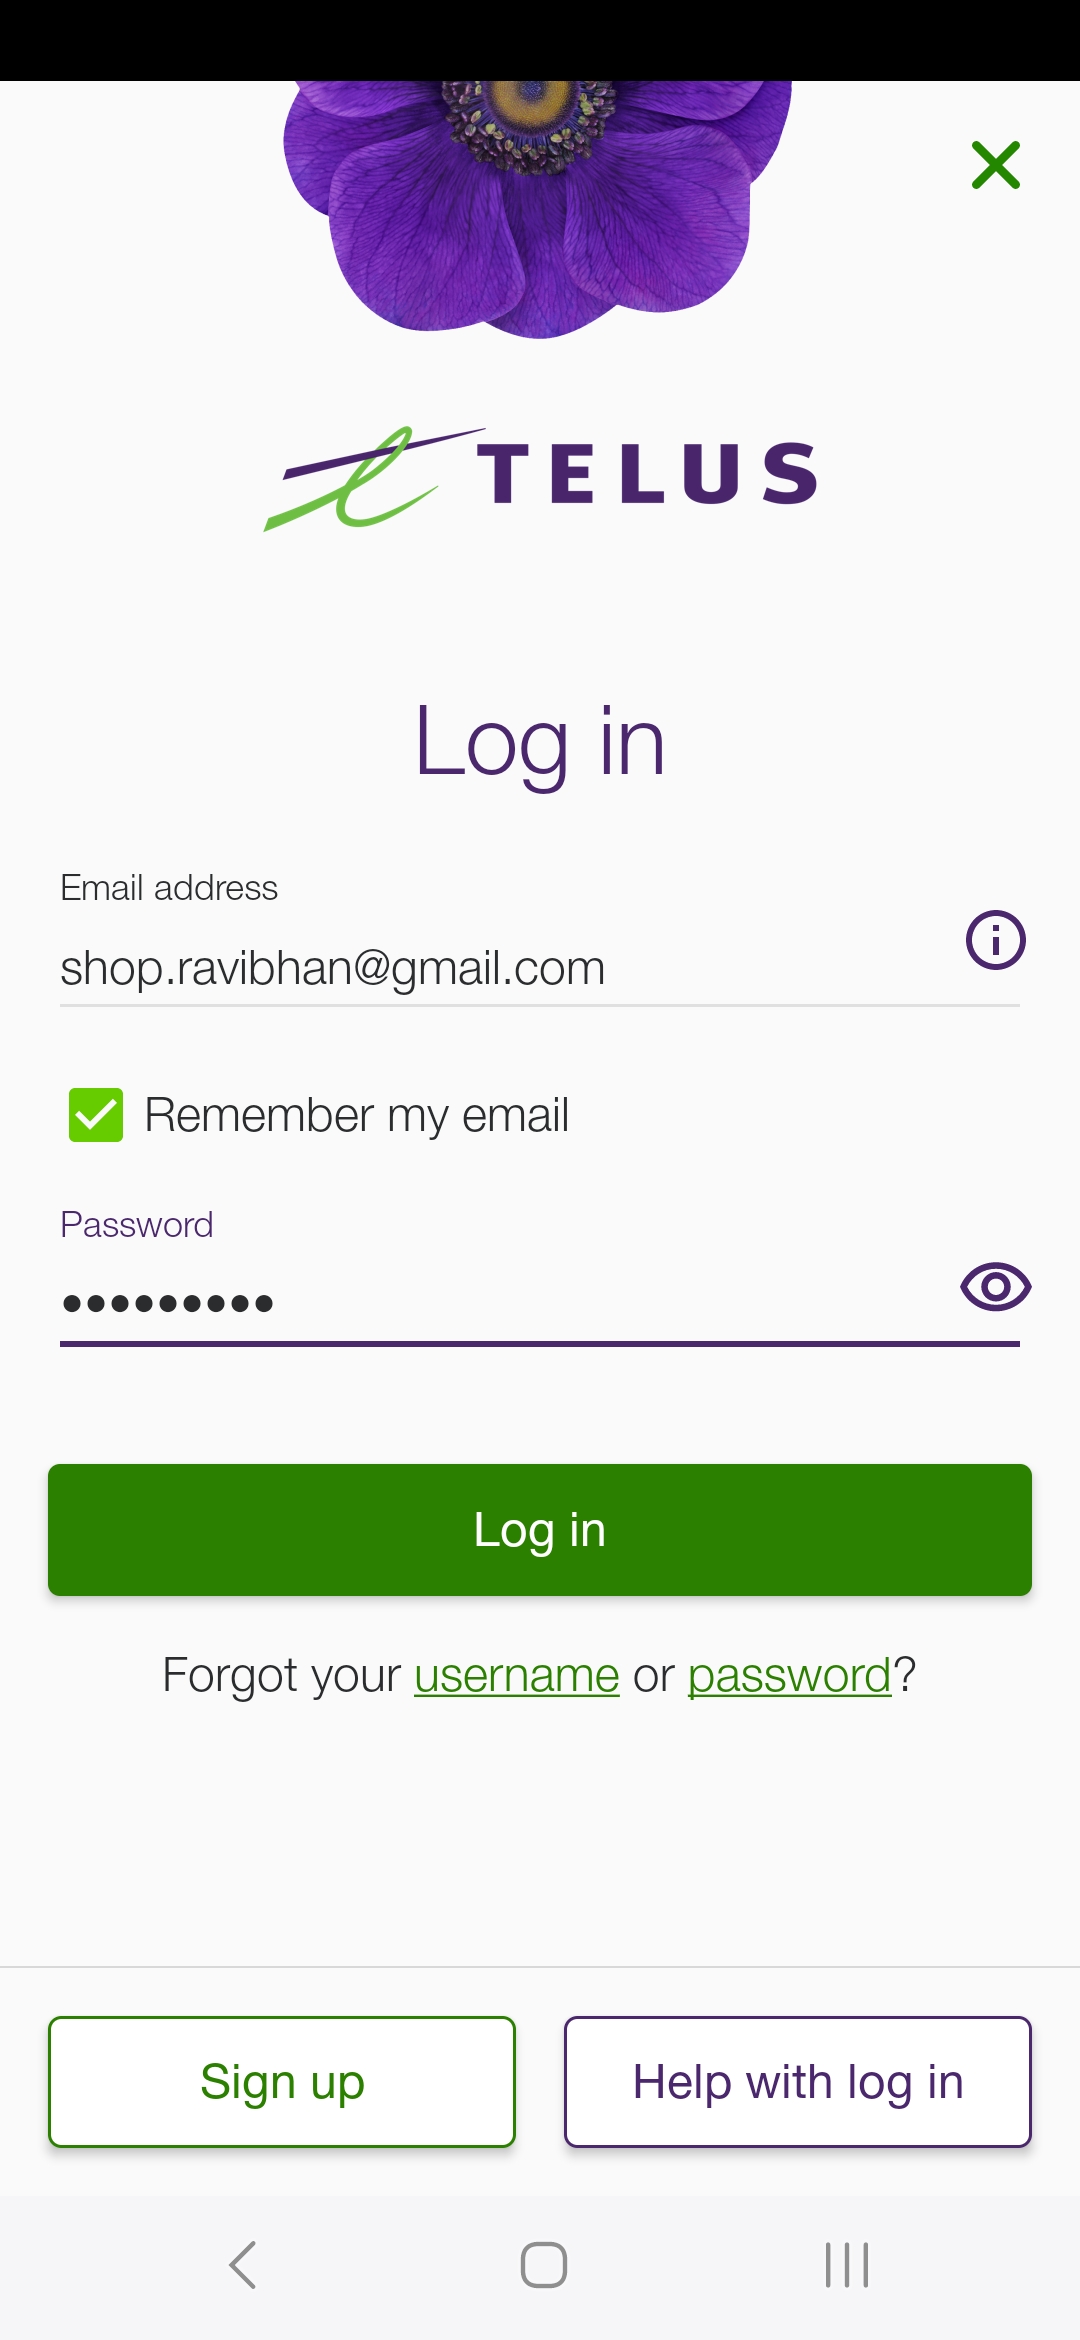 TELUS
Log in
Email address
shop.ravibhan@gmail.com
Remember my email
Password
•••••••••
Log in
Forgot your username or password?
Sign up
Help with log in